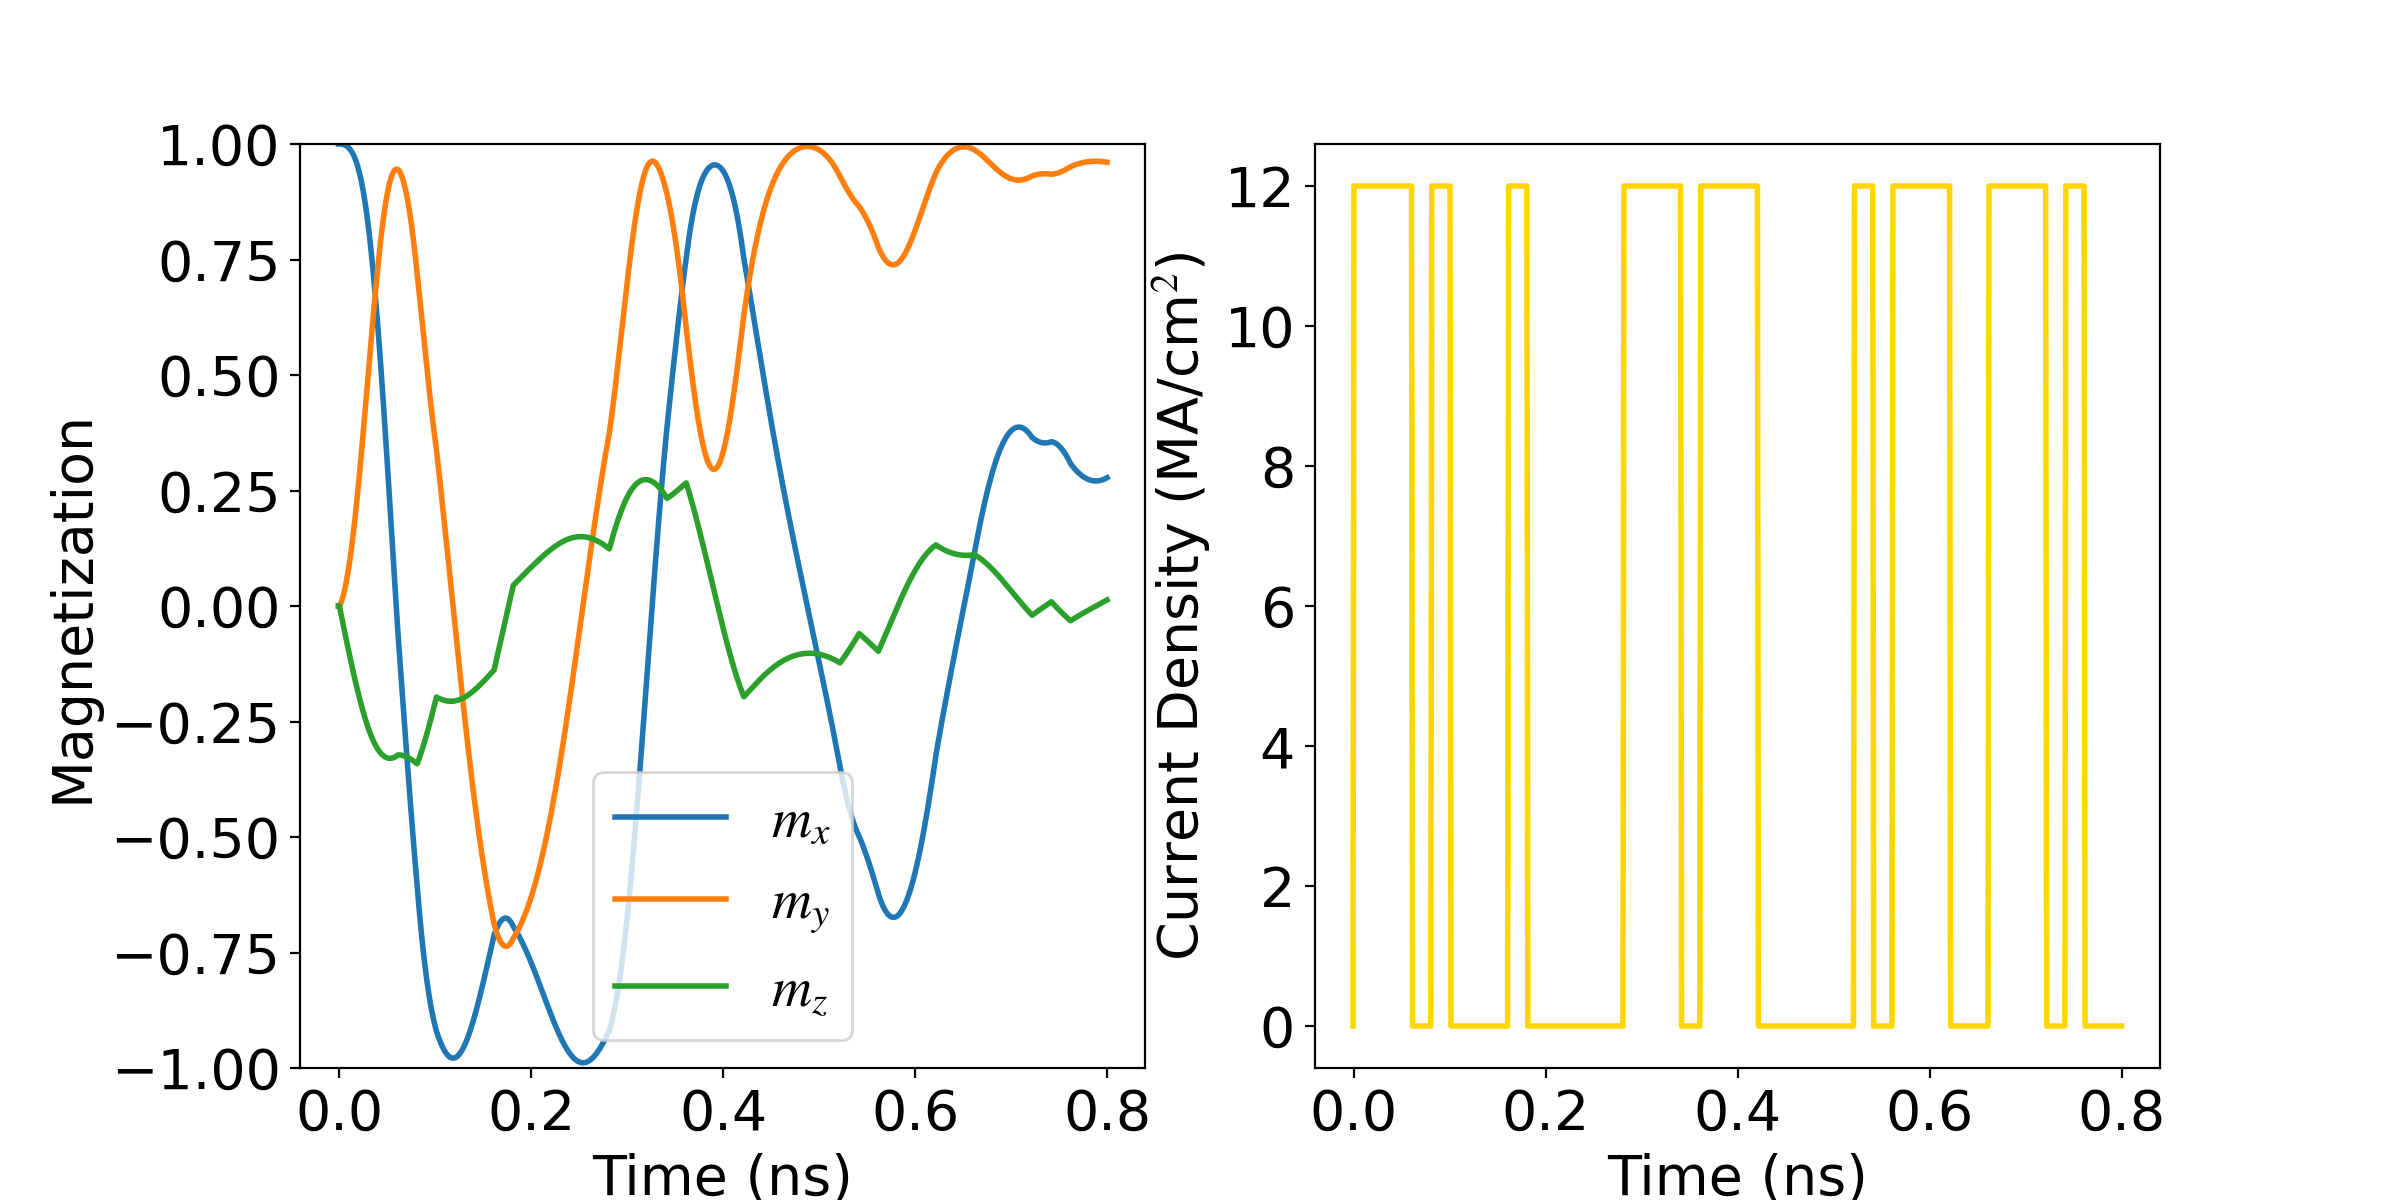 Magnetization
1.00
0.75
0.50
0.25
0.00
−0.25
−0.50
−0.75
−1.00
0.0 0.2 0.4 0.6 0.8
Time (ns)
m_x
m_y
m_z
Current Density (MA/cm²)
12
10
8
6
4
2
0
0.0 0.2 0.4 0.6 0.8
Time (ns)